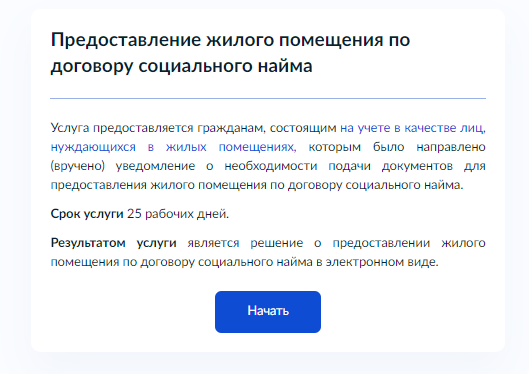 Предоставление жилого помещения по
договору социального найма
Услуга предоставляется гражданам, состоящим на учете в качестве лиц,
нуждающихся в жилых помещениях, которым было направлено
(вручено) уведомление о необходимости подачи документов для
предоставления жилого помещения по договору социального найма.
Срок услуги 25 рабочих дней.
Результатом услуги является решение о предоставлении жилого
помещения по договору социального найма в электронном виде.
Начать